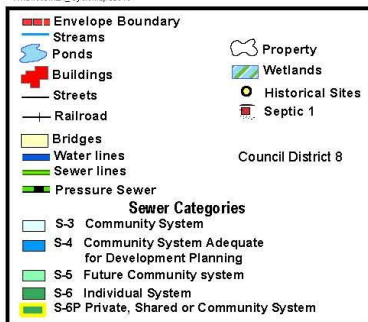 Envelope Boundary
Streams
Ponds
Buildings
Streets
Railroad
Bridges
Water lines
Sewer lines
Pressure Sewer
Property
Wetlands
Historical Sites
Septic 1
Council District 8
Sewer Categories
S-3 Community System
S-4 Community System Adequate
for Development Planning
S-5 Future Community system
S-6 Individual System
S-6P Private, Shared or Community System